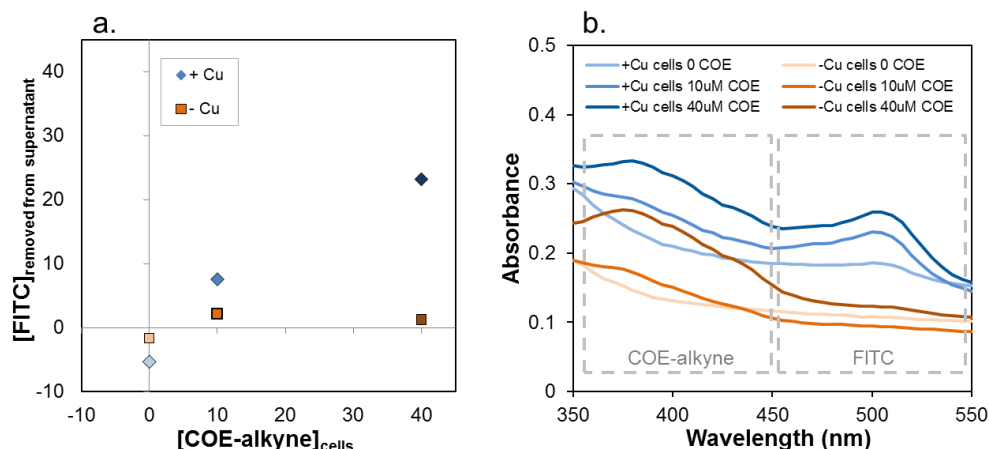 a.
+ Cu
- Cu
40
30
20
10
0
-10
-10 0 10 20 30 40
[FITC]removed from supernatant
[COE-alkyne]cells
b.
+Cu cells 0 COE
+Cu cells 10uM COE
+Cu cells 40uM COE
-Cu cells 0 COE
-Cu cells 10uM COE
-Cu cells 40uM COE
0.5
0.4
0.3
0.2
0.1
0
COE-alkyne
FITC
350 400 450 500 550
Absorbance
Wavelength (nm)